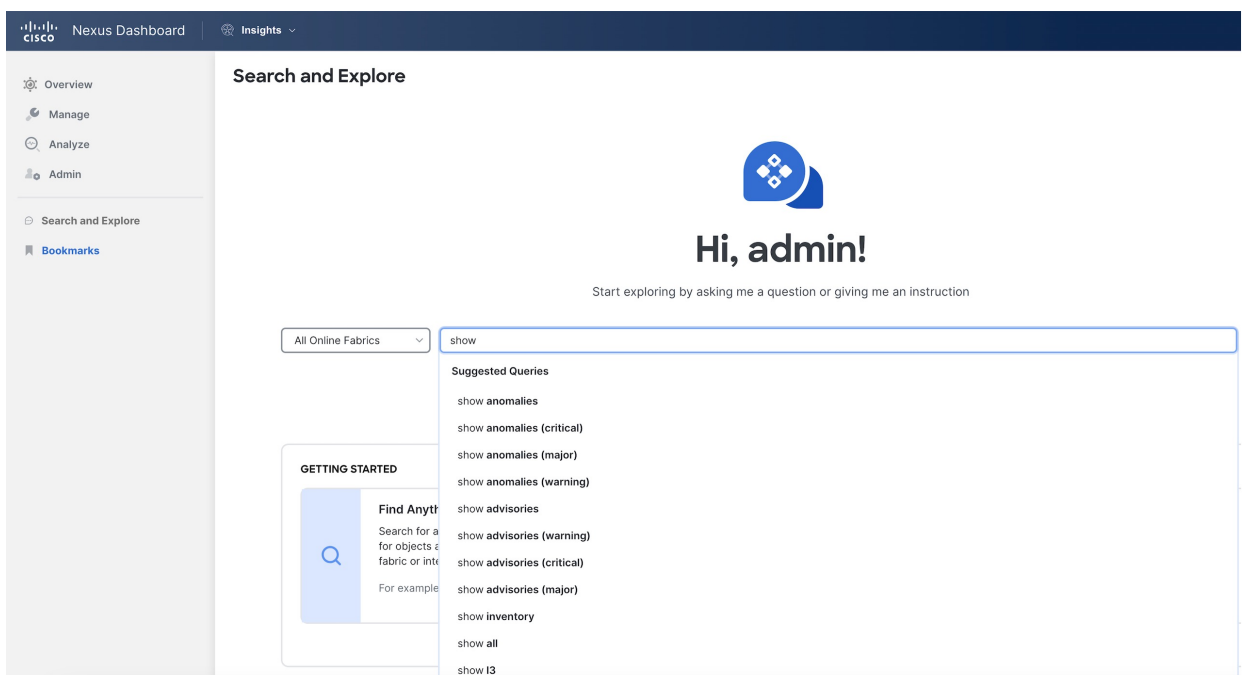 CISCO Nexus Dashboard Insights
Overview
Manage
Analyze
Admin
Search and Explore
Bookmarks
Search and Explore
Hi, admin!
Start exploring by asking me a question or giving me an instruction
All Online Fabrics
show
Suggested Queries
show anomalies
show anomalies (critical)
show anomalies (major)
show anomalies (warning)
show advisories
show advisories (warning)
show advisories (critical)
show advisories (major)
show inventory
show all
show l3
GETTING STARTED
Find Anyth
Search for a
for objects a
fabric or inte
For example